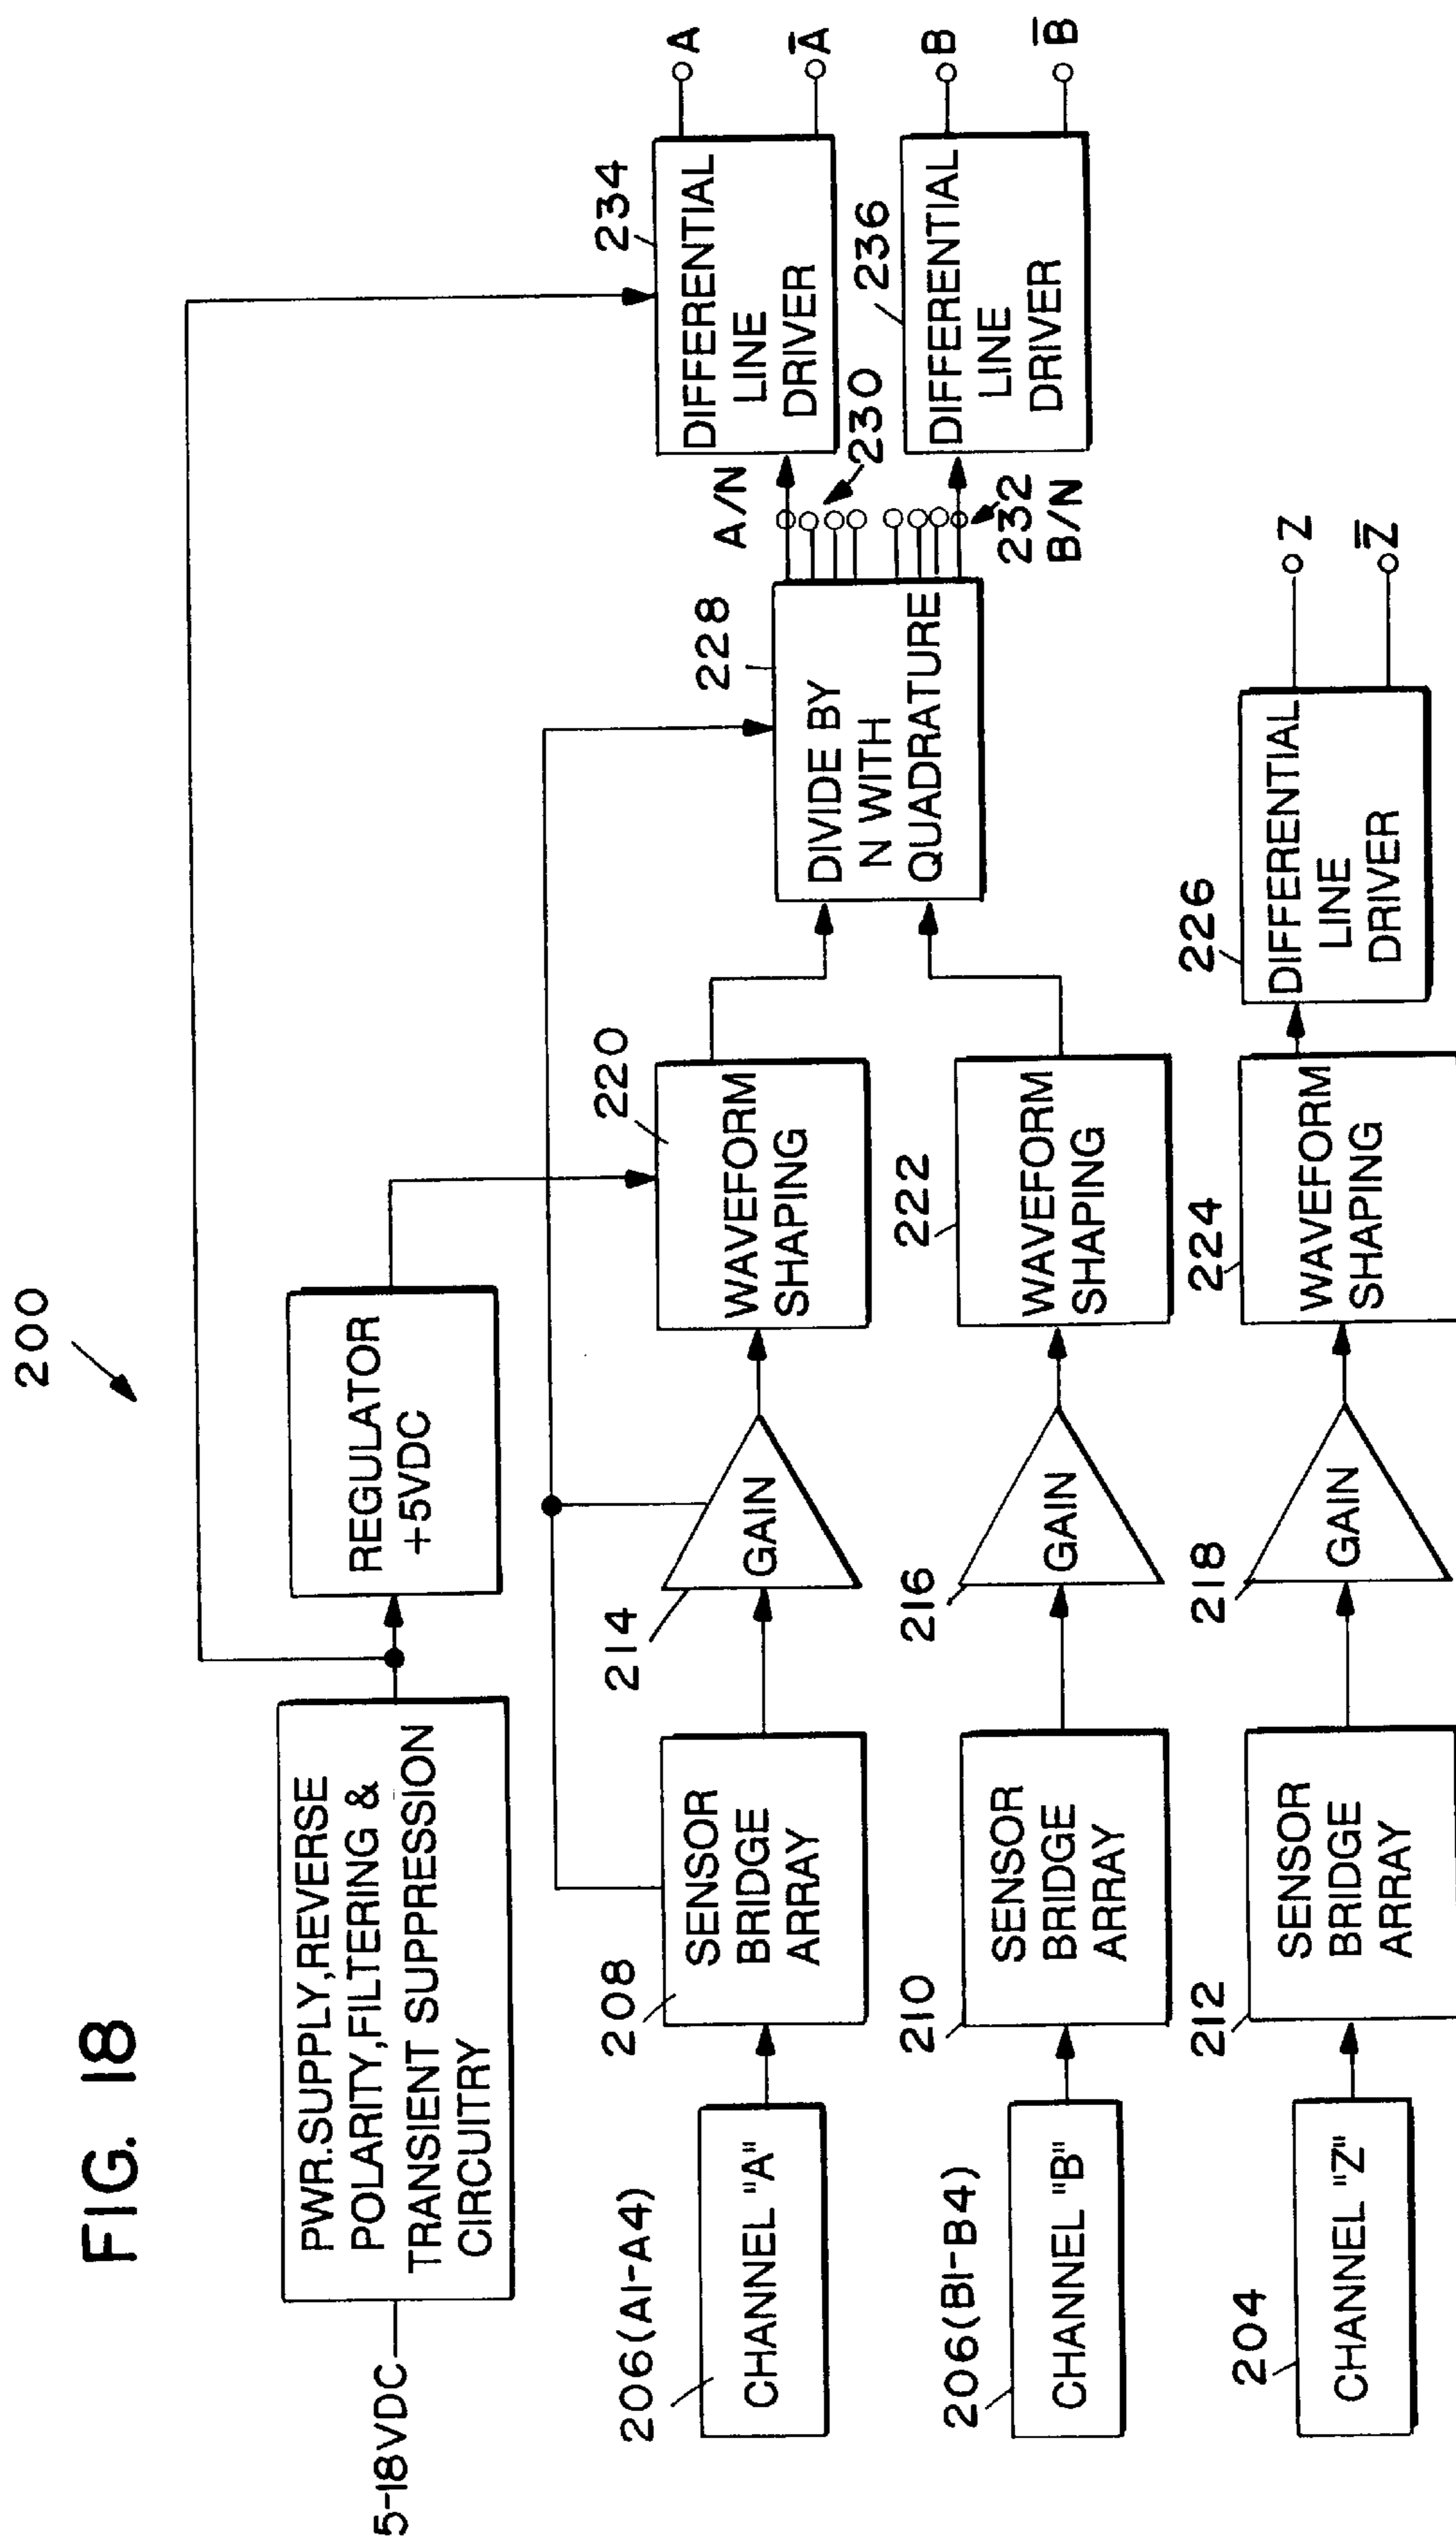 FIG. 18
200
5-18VDC
PWR.SUPPLY,REVERSE
POLARITY,FILTERING &
TRANSIENT SUPPRESSION
CIRCUITRY
REGULATOR
+5VDC
206(A1-A4)
CHANNEL "A"
208
SENSOR
BRIDGE
ARRAY
214
GAIN
220
WAVEFORM
SHAPING
228
DIVIDE BY
N WITH
QUADRATURE
A/N
230
232
B/N
234
DIFFERENTIAL
LINE
DRIVER
A
A̅
236
DIFFERENTIAL
LINE
DRIVER
B
B̅
206(B1-B4)
CHANNEL "B"
210
SENSOR
BRIDGE
ARRAY
216
GAIN
222
WAVEFORM
SHAPING
204
CHANNEL "Z"
212
SENSOR
BRIDGE
ARRAY
218
GAIN
224
WAVEFORM
SHAPING
226
DIFFERENTIAL
LINE
DRIVER
Z
Z̅